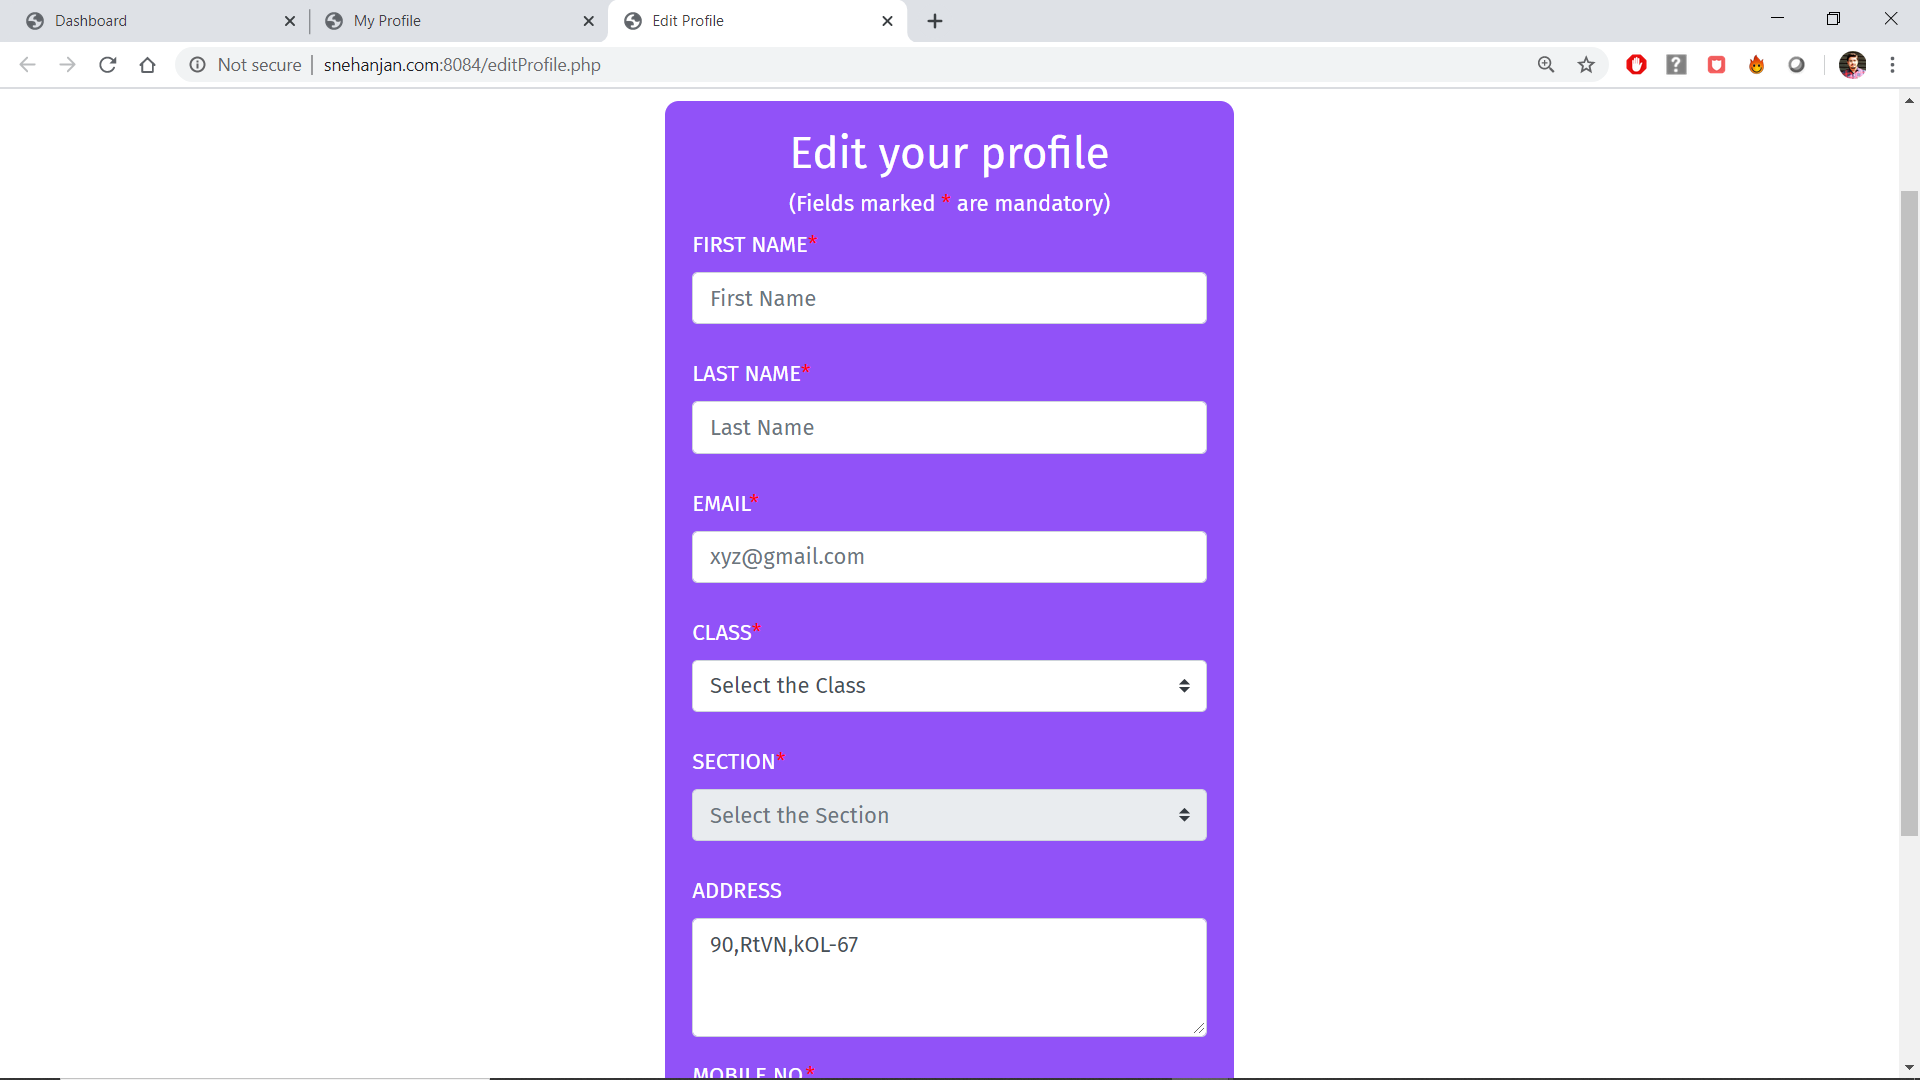 Dashboard
My Profile
Edit Profile
Not secure
snehanjan.com:8084/editProfile.php
Edit your profile
(Fields marked * are mandatory)
FIRST NAME*
First Name
LAST NAME*
Last Name
EMAIL*
xyz@gmail.com
CLASS*
Select the Class
SECTION*
Select the Section
ADDRESS
90,RtVN,kOL-67
MOBILE NO*